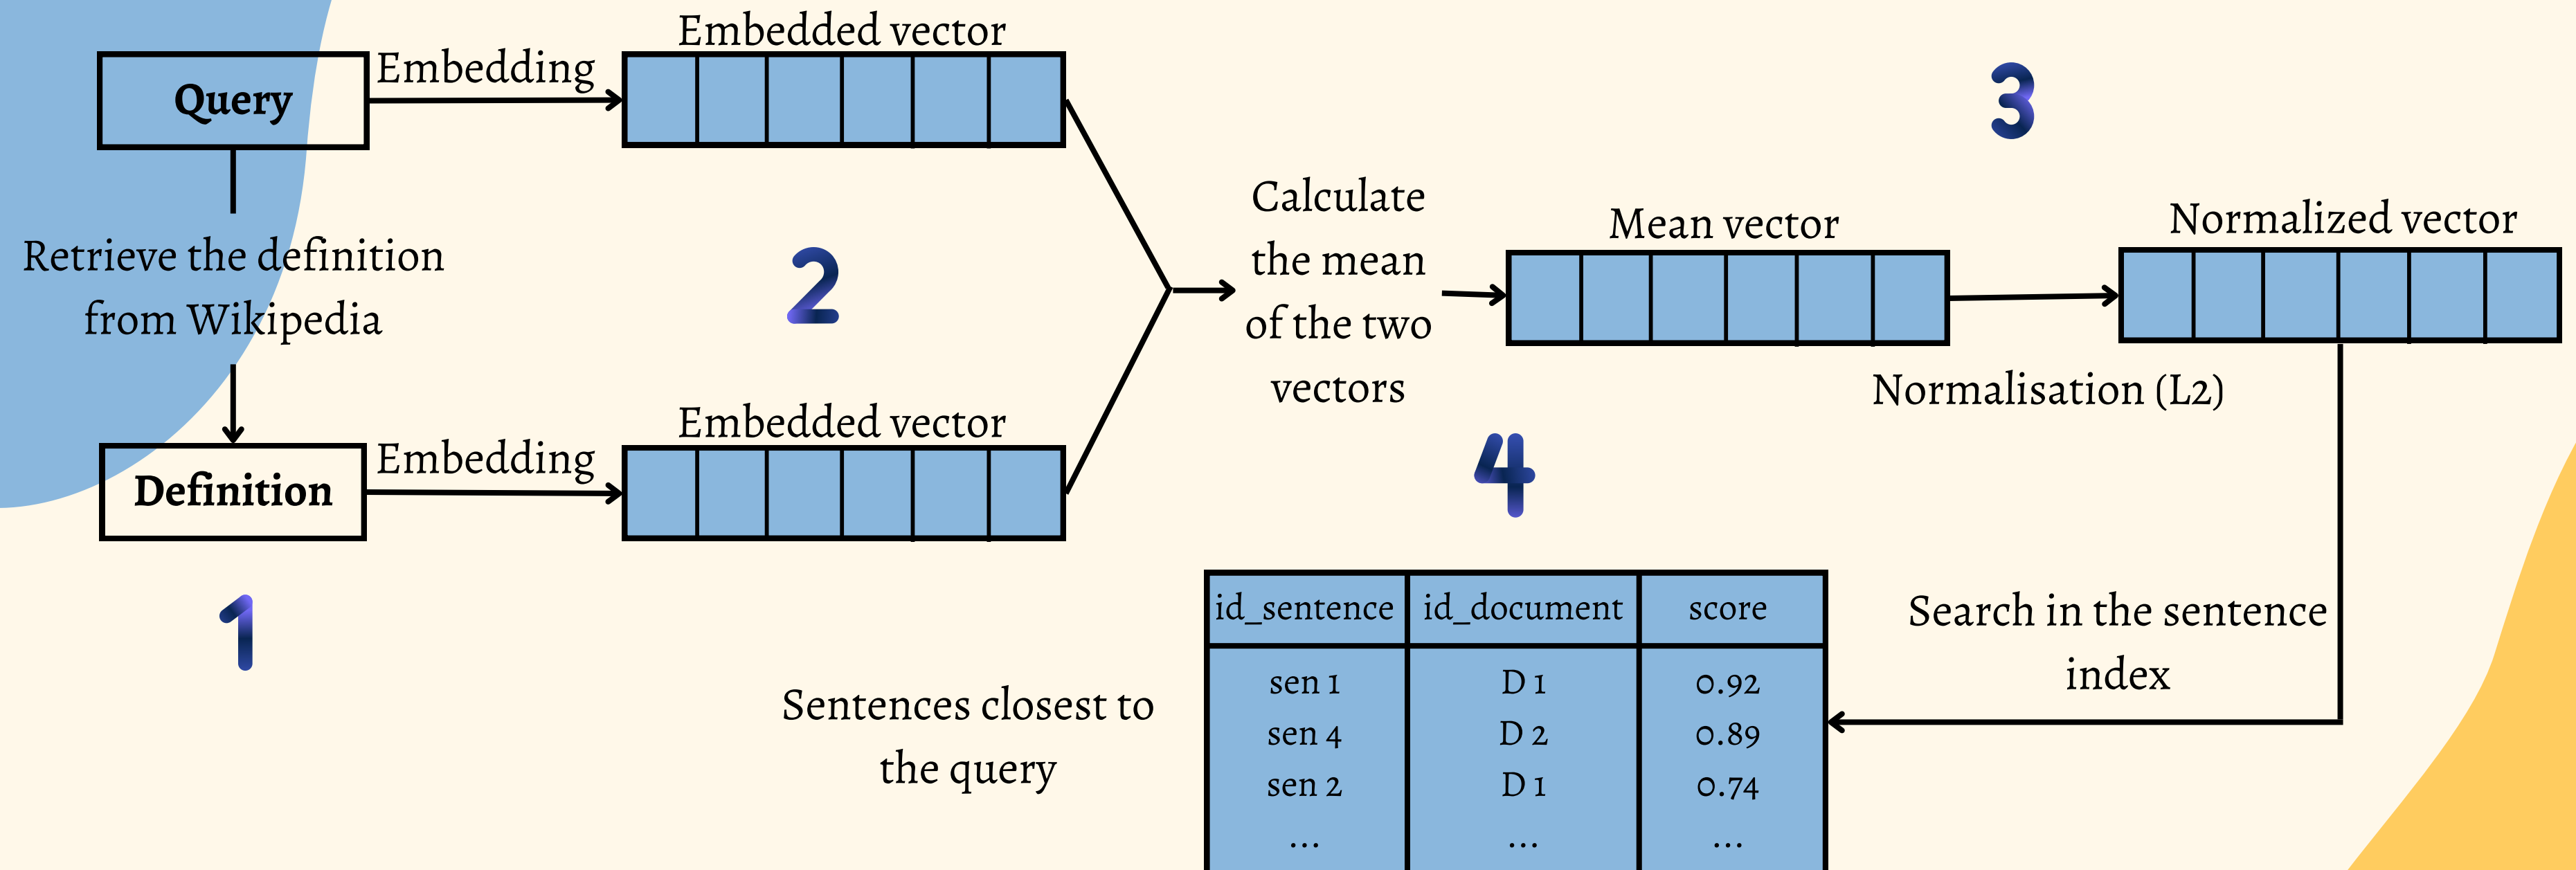 Query
Embedding
Embedded vector
Retrieve the definition
from Wikipedia
Definition
Embedding
Embedded vector
1
2
Calculate
the mean
of the two
vectors
Mean vector
3
Normalized vector
Normalisation (L2)
4
Search in the sentence
index
id_sentence id_document score
sen 1 D 1 0.92
sen 4 D 2 0.89
sen 2 D 1 0.74
... ... ...
Sentences closest to
the query